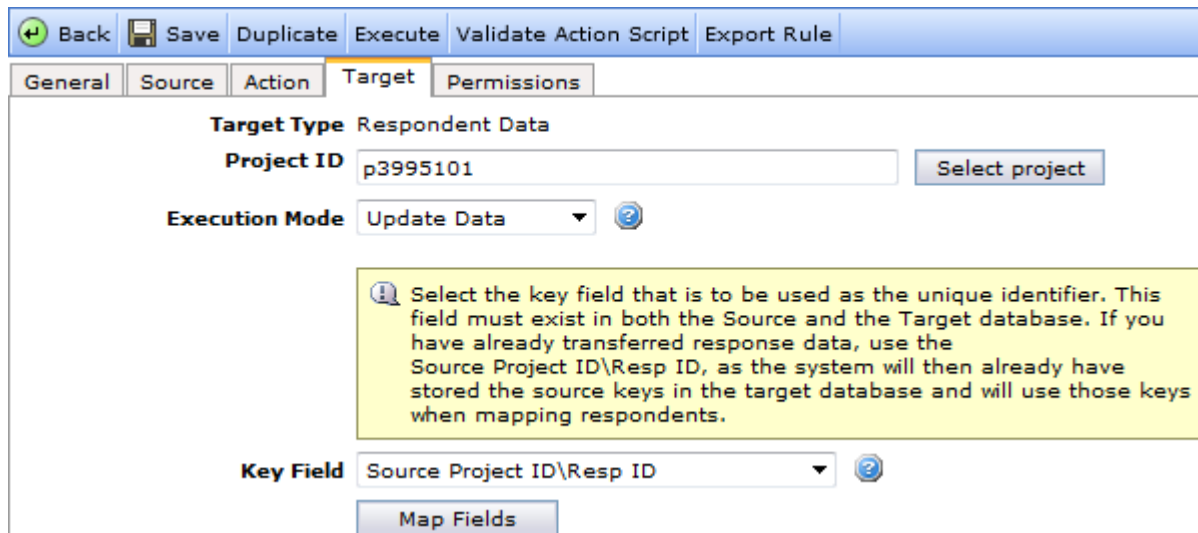 Back Save Duplicate Execute Validate Action Script Export Rule
General Source Action Target Permissions
Target Type Respondent Data
Project ID p3995101 Select project
Execution Mode Update Data
Select the key field that is to be used as the unique identifier. This
field must exist in both the Source and the Target database. If you
have already transferred response data, use the
Source Project ID\Resp ID, as the system will then already have
stored the source keys in the target database and will use those keys
when mapping respondents.
Key Field Source Project ID\Resp ID
Map Fields